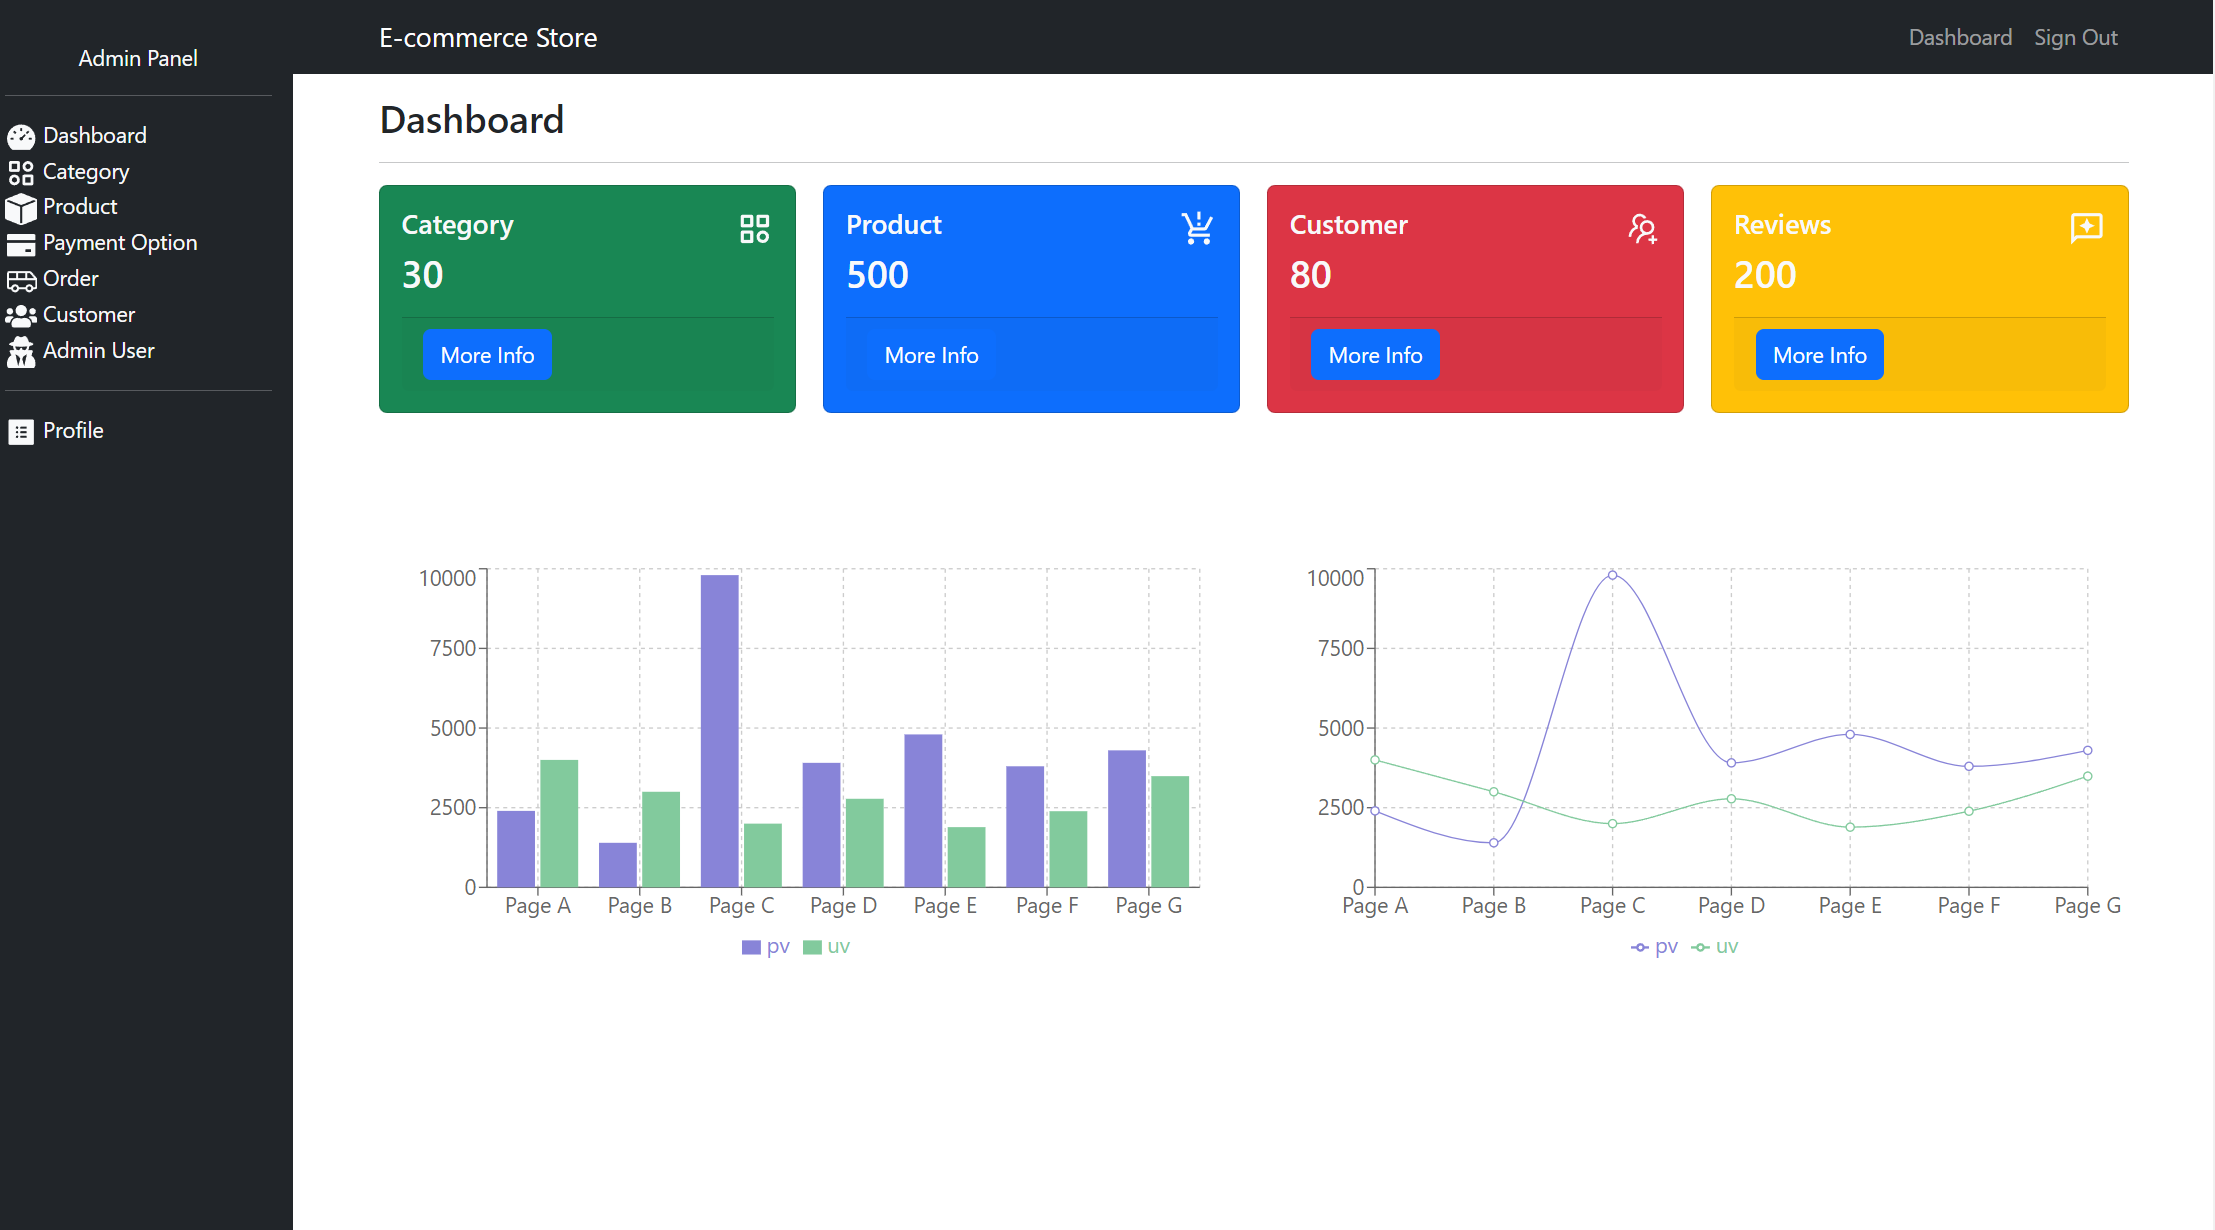 Admin Panel
Dashboard
Category
Product
Payment Option
Order
Customer
Admin User
Profile
E-commerce Store
Dashboard Sign Out
Dashboard
Category
30
More Info
Product
500
More Info
Customer
80
More Info
Reviews
200
More Info
10000
7500
5000
2500
0
Page A Page B Page C Page D Page E Page F Page G
pv uv
10000
7500
5000
2500
0
Page A Page B Page C Page D Page E Page F Page G
pv uv